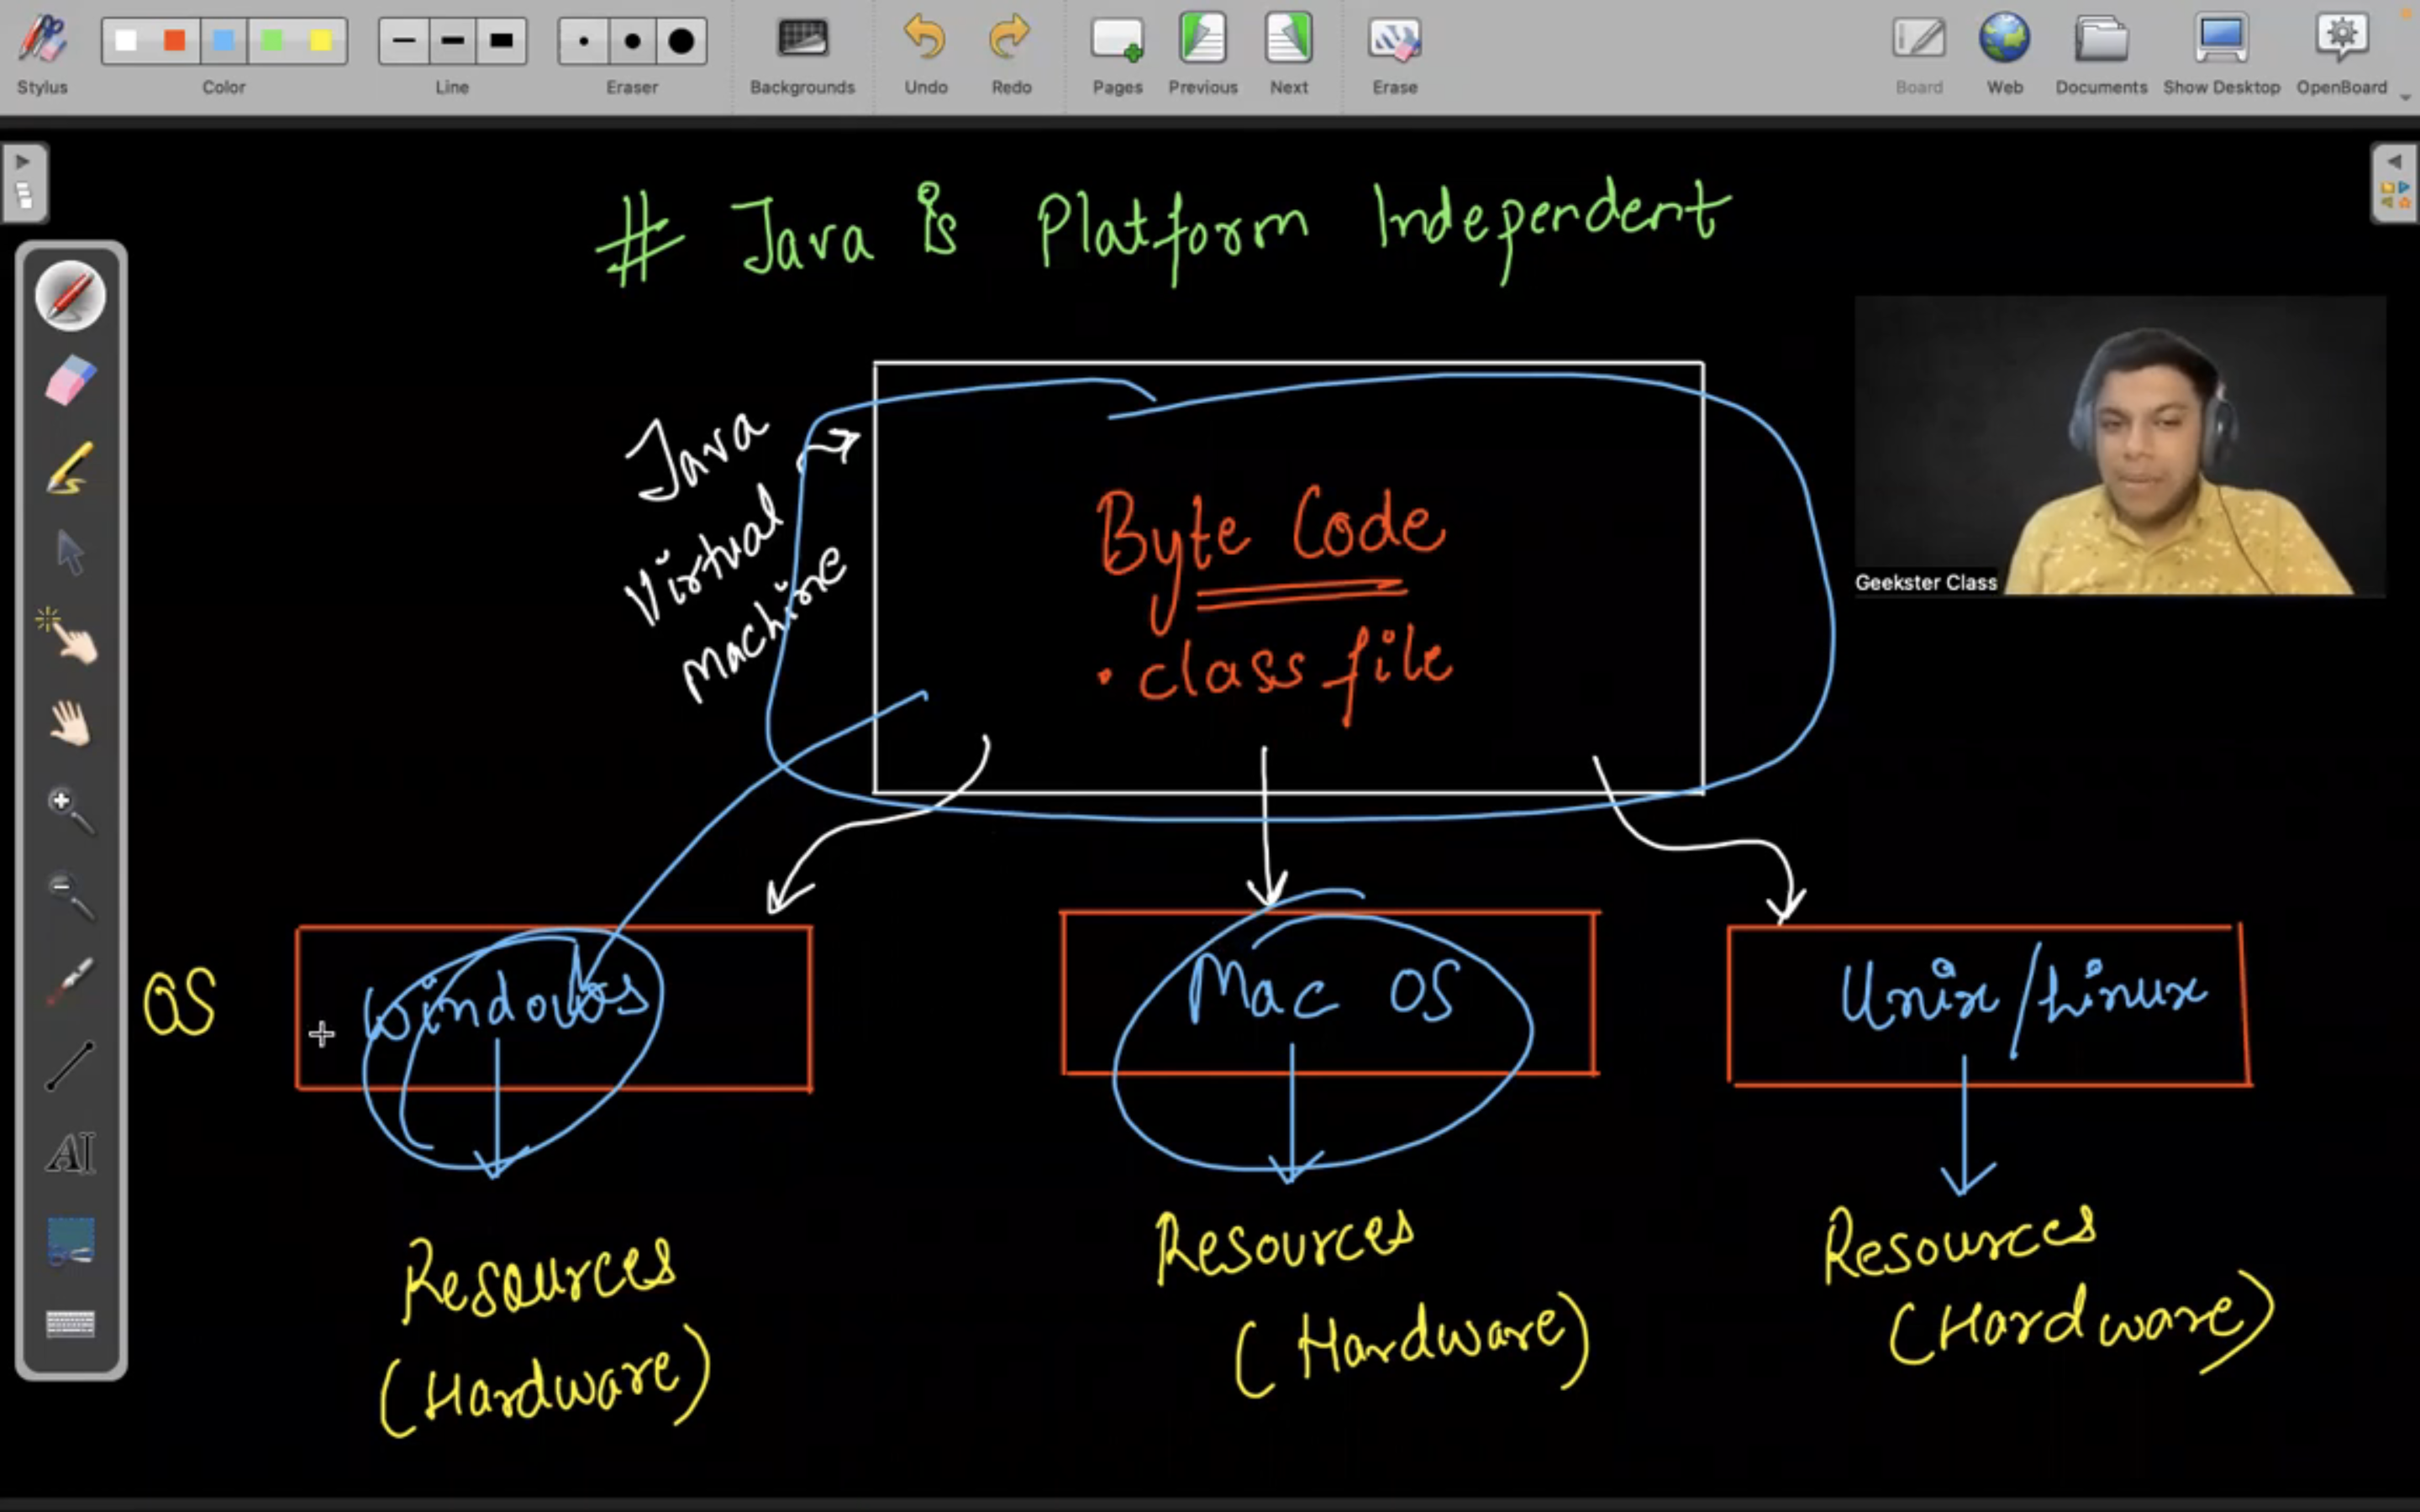 Stylus
Color
Line
Eraser
Backgrounds
Undo
Redo
Pages
Previous
Next
Erase
Board
Web
Documents
Show Desktop
OpenBoard
# Java is Platform Independent
Java
Virtual
Machine
Byte Code
.class file
Geekster Class
OS
Windows
Mac OS
Unix/Linux
Resources
(Hardware)
Resources
(Hardware)
Resources
(Hardware)
AI